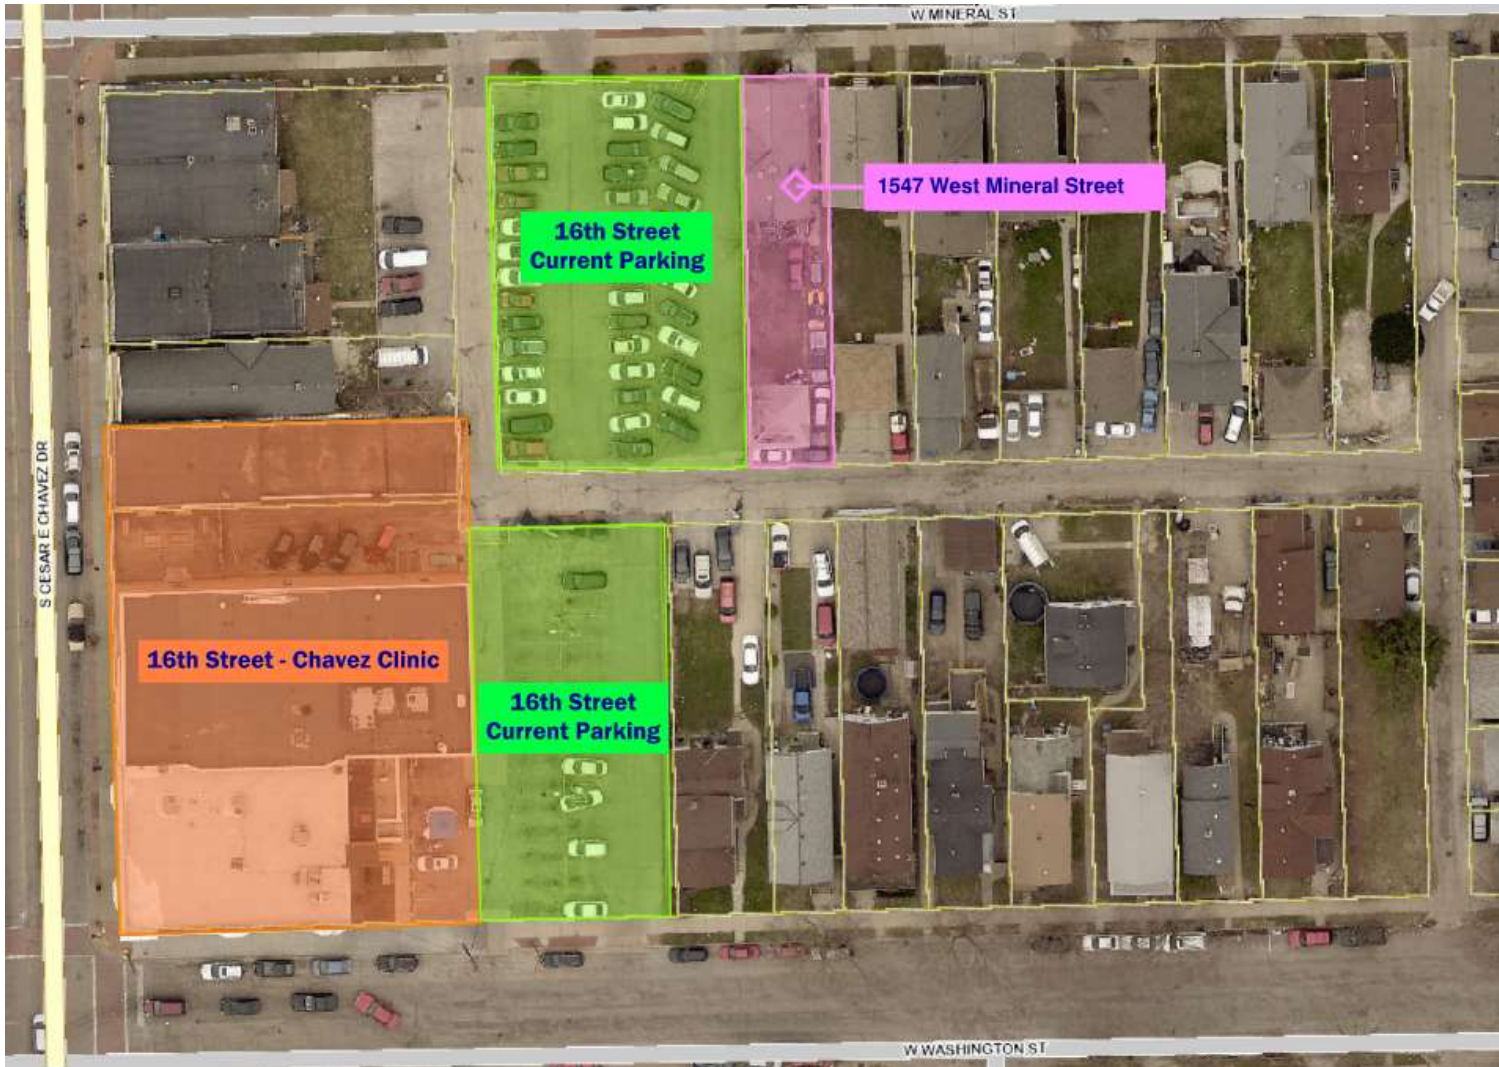 W MINERAL ST
1547 West Mineral Street
16th Street
Current Parking
S CESAR E CHAVEZ DR
16th Street - Chavez Clinic
16th Street
Current Parking
W WASHINGTON ST